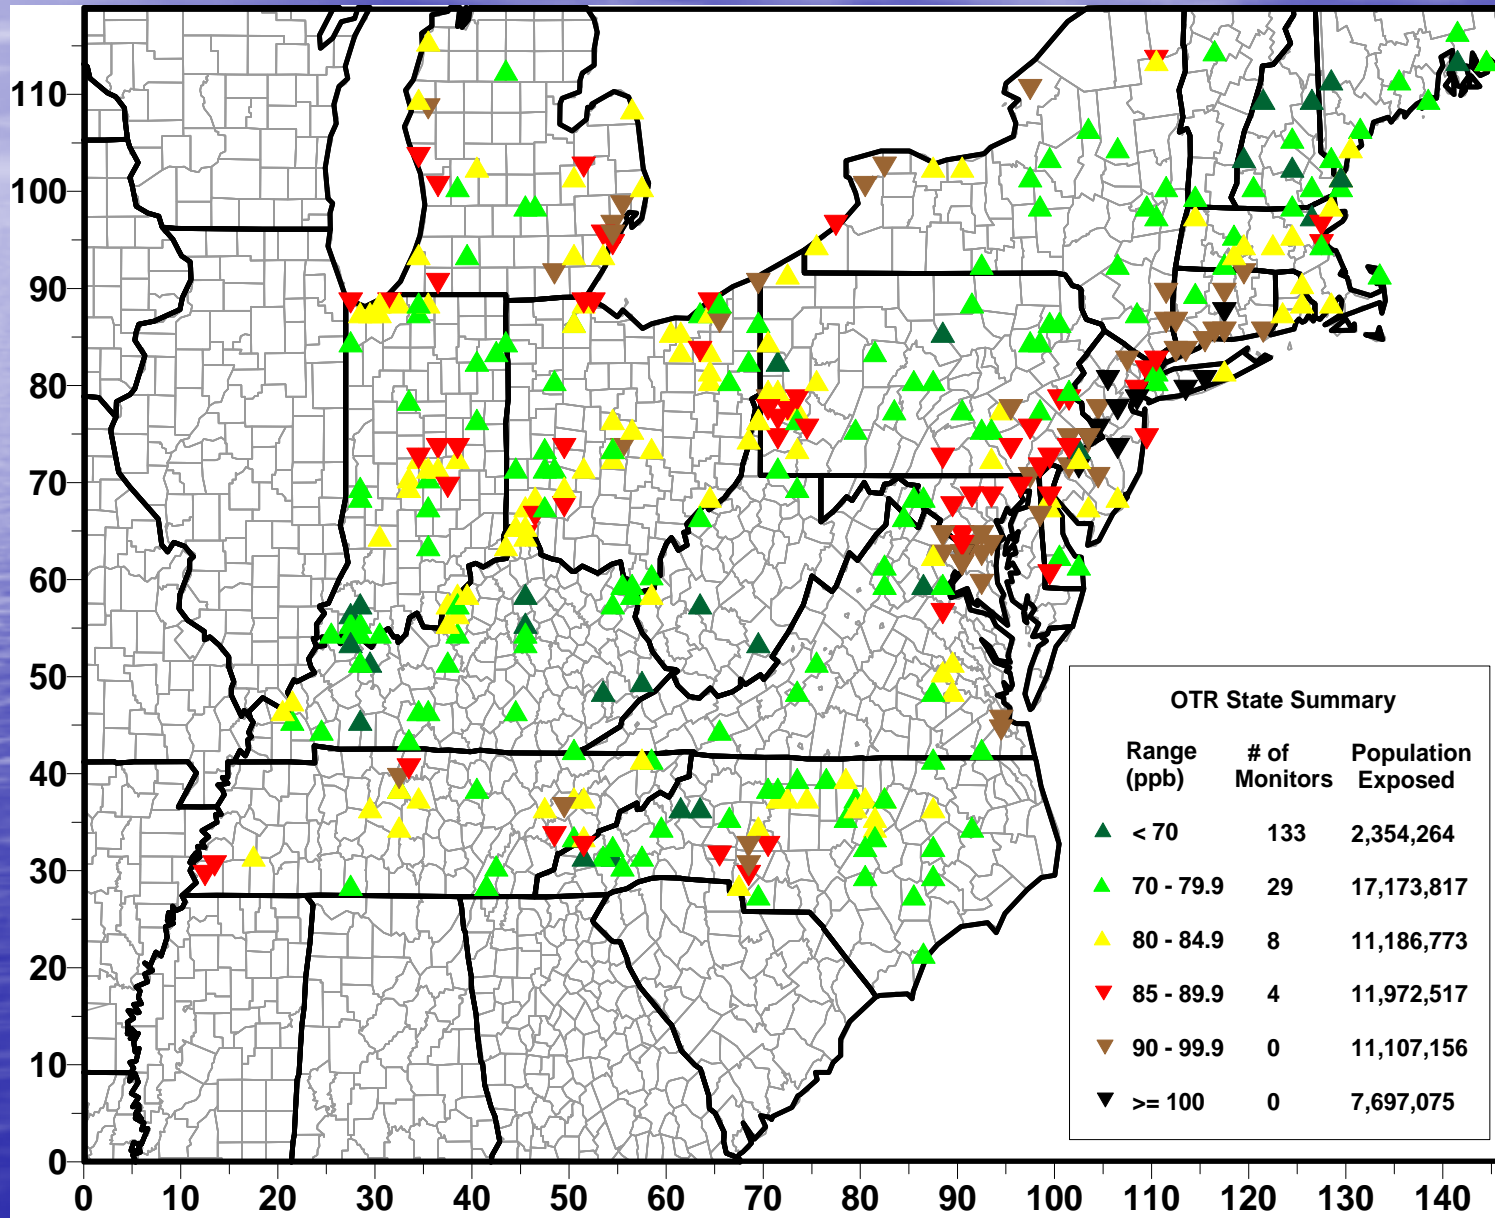 110
100
90
80
70
60
50
40
30
20
10
0
0 10 20 30 40 50 60 70 80 90 100 110 120 130 140
OTR State Summary
Range # of Population
(ppb) Monitors Exposed
< 70 133 2,354,264
70 - 79.9 29 17,173,817
80 - 84.9 8 11,186,773
85 - 89.9 4 11,972,517
90 - 99.9 0 11,107,156
>= 100 0 7,697,075